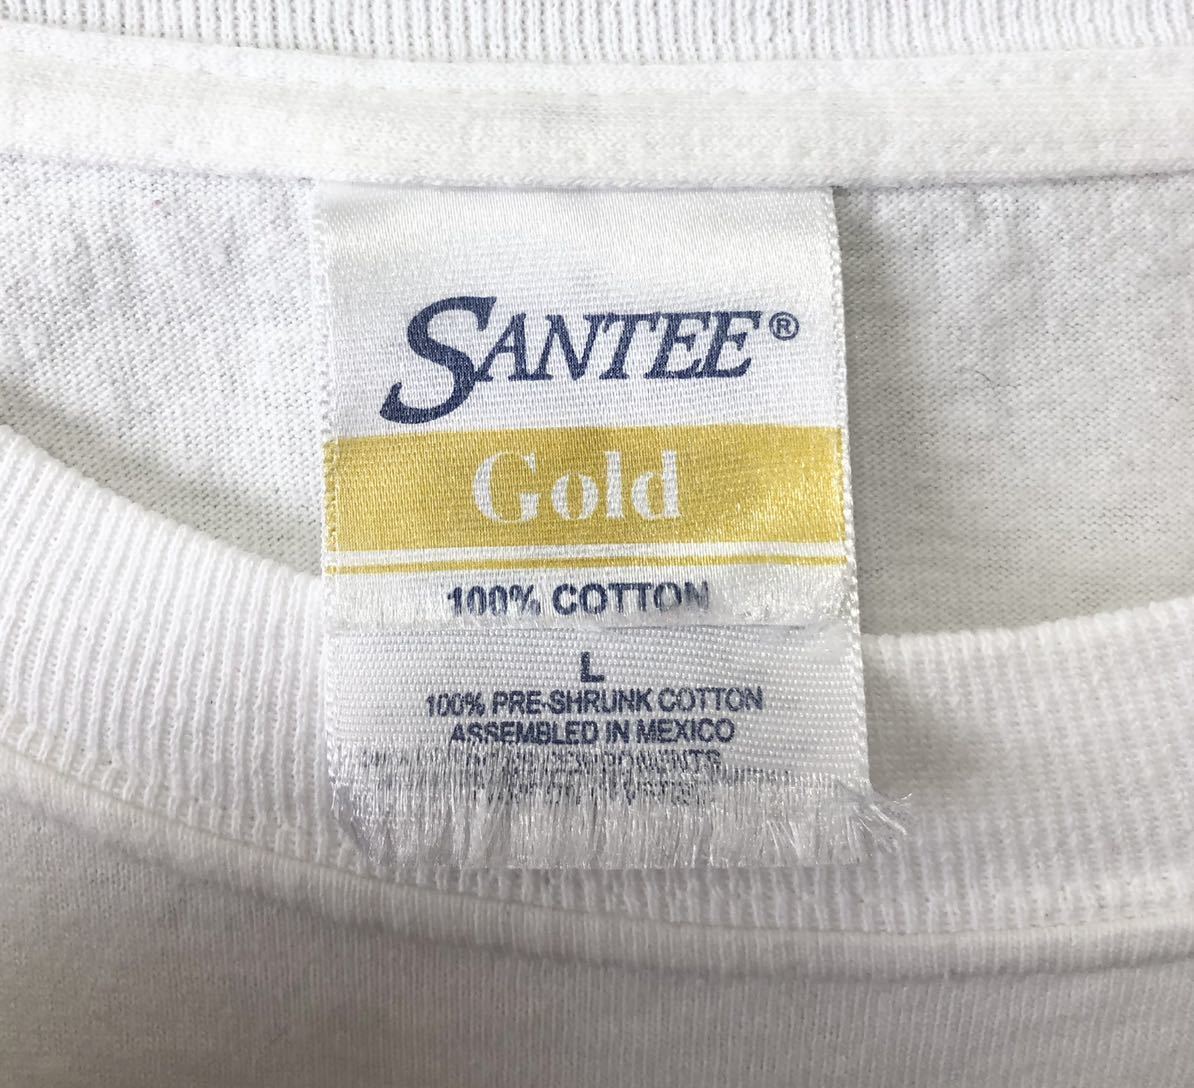 SANTEE®
Gold
100% COTTON
L
100% PRE-SHRUNK COTTON
ASSEMBLED IN MEXICO